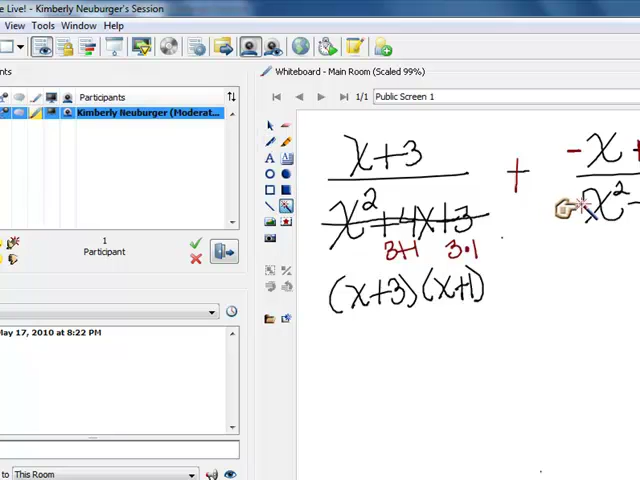 e Live! - Kimberly Neuburger's Session
View Tools Window Help
nts
Whiteboard - Main Room (Scaled 99%)
Participants
1/1 Public Screen 1
Kimberly Neuburger (Moderat...
x+3 + -x +
x²+4x+3 x² -
3+1 3·1
1
Participant
(x+3)(x+1)
May 17, 2010 at 8:22 PM
to This Room